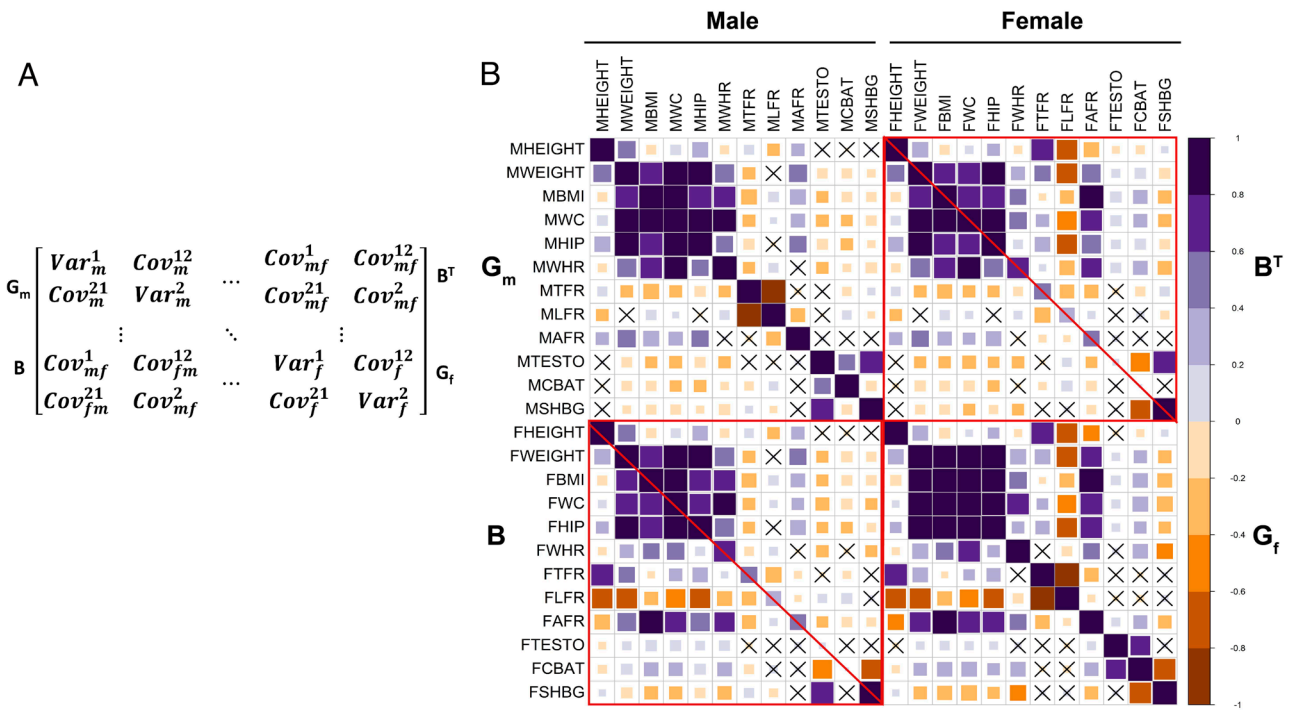 Male Female
A B
MHEIGHT MWEIGHT MBMI MWC MHIP MWHR MTFR MLFR MAFR MTESTO MCBAT MSHBG FHEIGHT FWEIGHT FBMI FWC FHIP FWHR FTFR FLFR FAFR FTESTO FCBAT FSHBG
MHEIGHT
MWEIGHT
MBMI
MWC
MHIP
MWHR
MTFR
MLFR
MAFR
MTESTO
MCBAT
MSHBG
FHEIGHT
FWEIGHT
FBMI
FWC
FHIP
FWHR
FTFR
FLFR
FAFR
FTESTO
FCBAT
FSHBG
G_m B^T
B G_f
1
0.8
0.6
0.4
0.2
0
-0.2
-0.4
-0.6
-0.8
-1
G_m Var_m^1 Cov_m^12 ... Cov_mf^1 Cov_mf^12 B^T
Cov_m^21 Var_m^2 Cov_mf^21 Cov_mf^2
⋮ ⋱ ⋮
B Cov_mf^1 Cov_fm^12 ... Var_f^1 Cov_f^12 G_f
Cov_fm^21 Cov_mf^2 Cov_f^21 Var_f^2